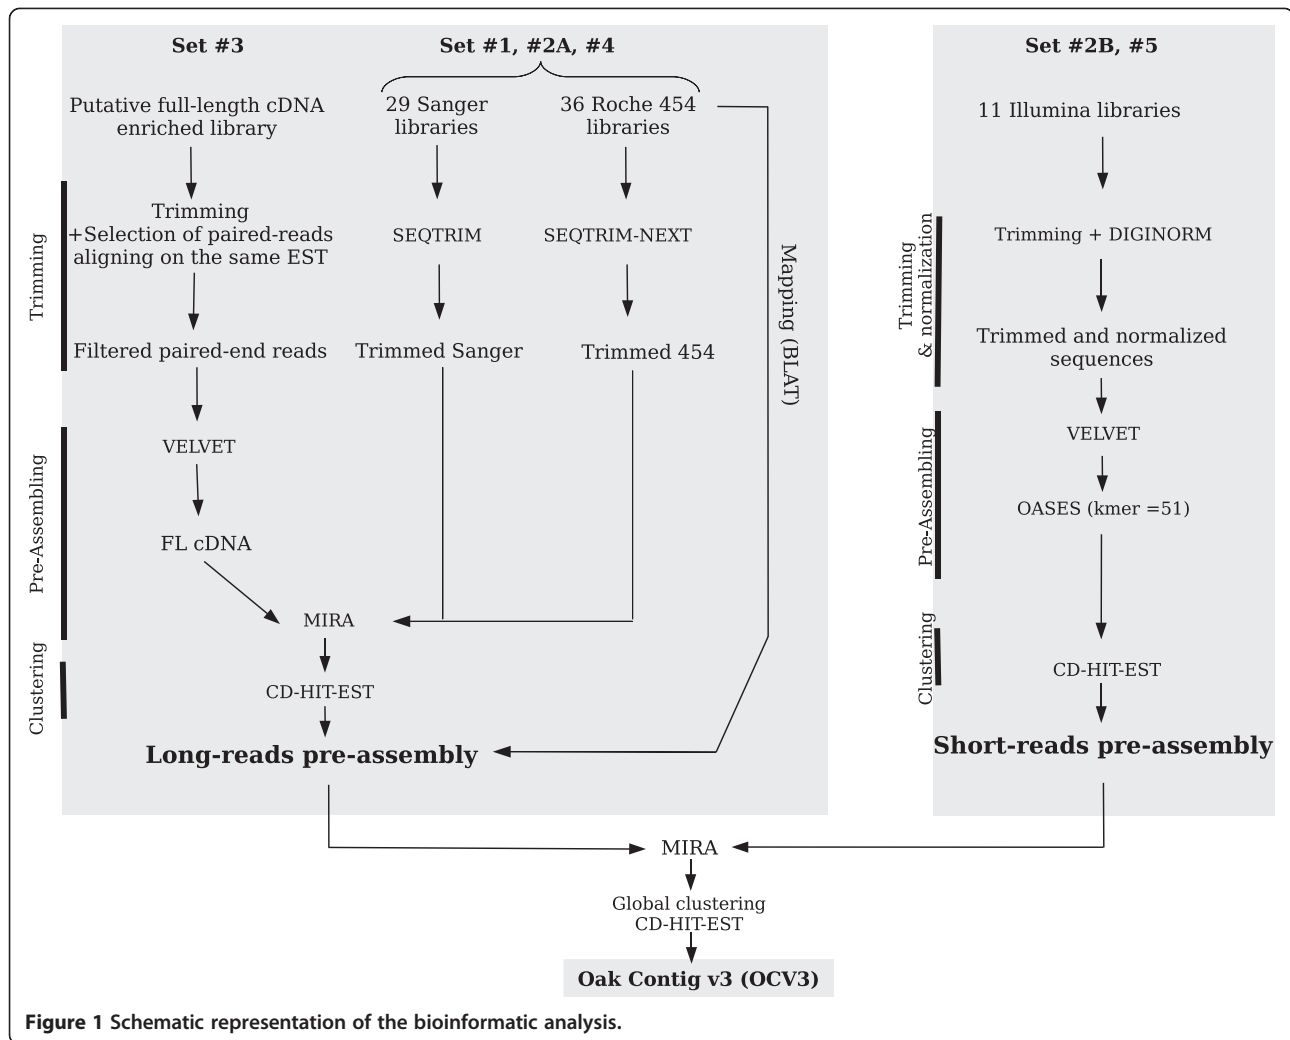 Set #3
Set #1, #2A, #4
Set #2B, #5
Putative full-length cDNA
enriched library
29 Sanger
libraries
36 Roche 454
libraries
11 Illumina libraries
Trimming
Trimming
+Selection of paired-reads
aligning on the same EST
SEQTRIM
SEQTRIM-NEXT
Mapping (BLAT)
Trimming
& normalization
Trimming + DIGINORM
Filtered paired-end reads
Trimmed Sanger
Trimmed 454
Trimmed and normalized
sequences
Pre-Assembling
VELVET
FL cDNA
MIRA
Pre-Assembling
VELVET
OASES (kmer =51)
Clustering
CD-HIT-EST
Clustering
CD-HIT-EST
Long-reads pre-assembly
Short-reads pre-assembly
MIRA
Global clustering
CD-HIT-EST
Oak Contig v3 (OCV3)
Figure 1 Schematic representation of the bioinformatic analysis.